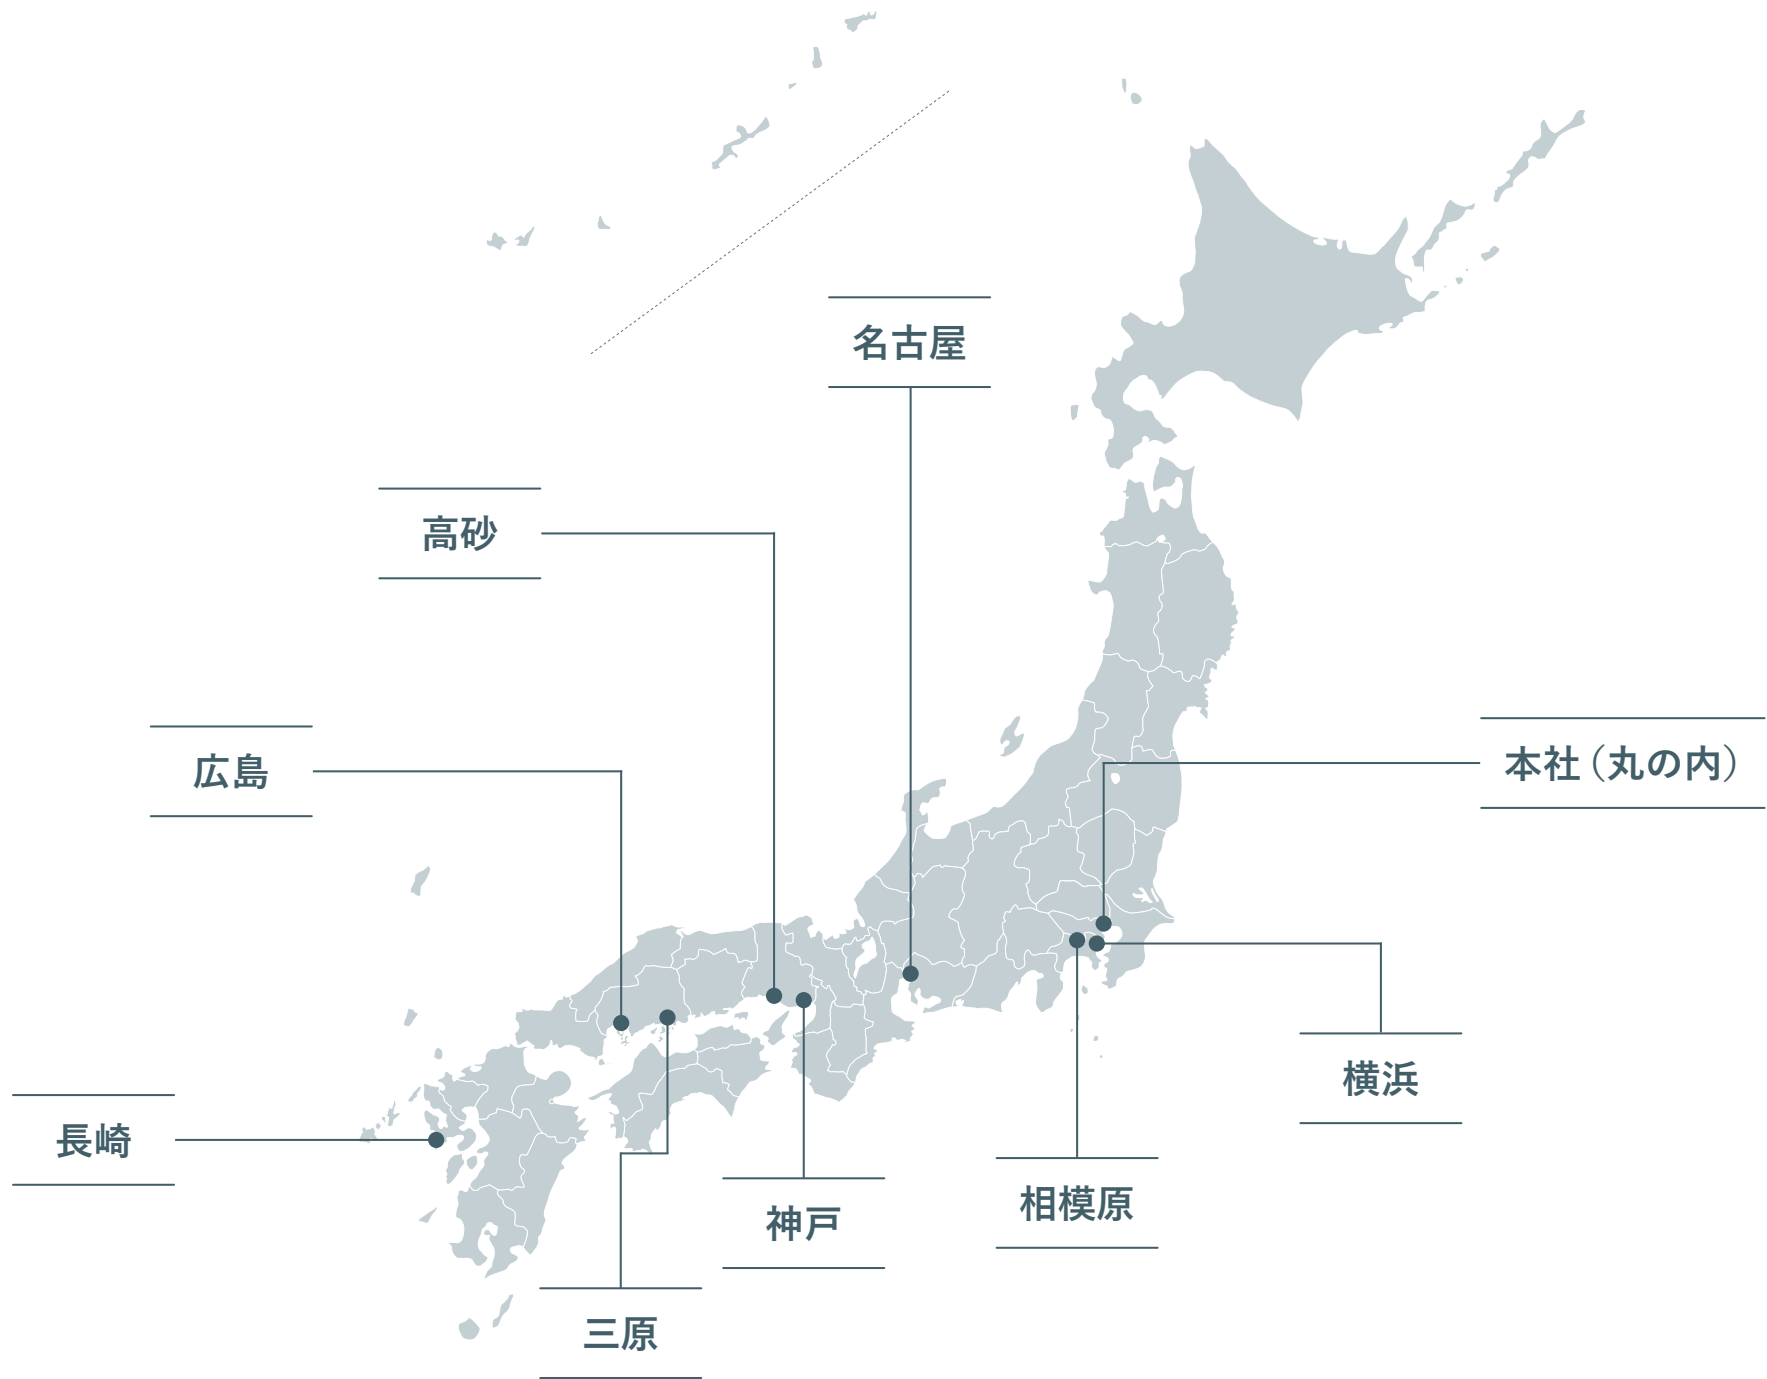 名古屋
高砂
広島
本社（丸の内）
横浜
長崎
相模原
神戸
三原